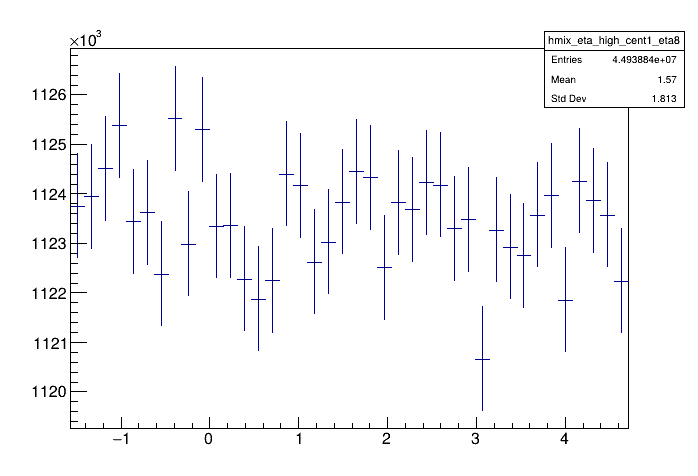 ×10³
hmix_eta_high_cent1_eta8
Entries 4.493884e+07
Mean 1.57
Std Dev 1.813
1126
1125
1124
1123
1122
1121
1120
−1 0 1 2 3 4